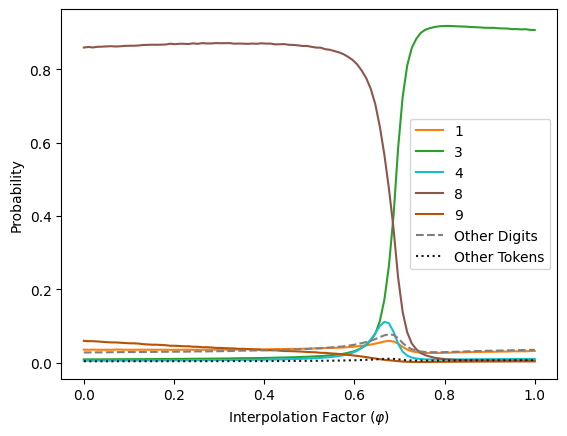 Probability
0.8
0.6
0.4
0.2
0.0
1
3
4
8
9
Other Digits
Other Tokens
0.0 0.2 0.4 0.6 0.8 1.0
Interpolation Factor (φ)